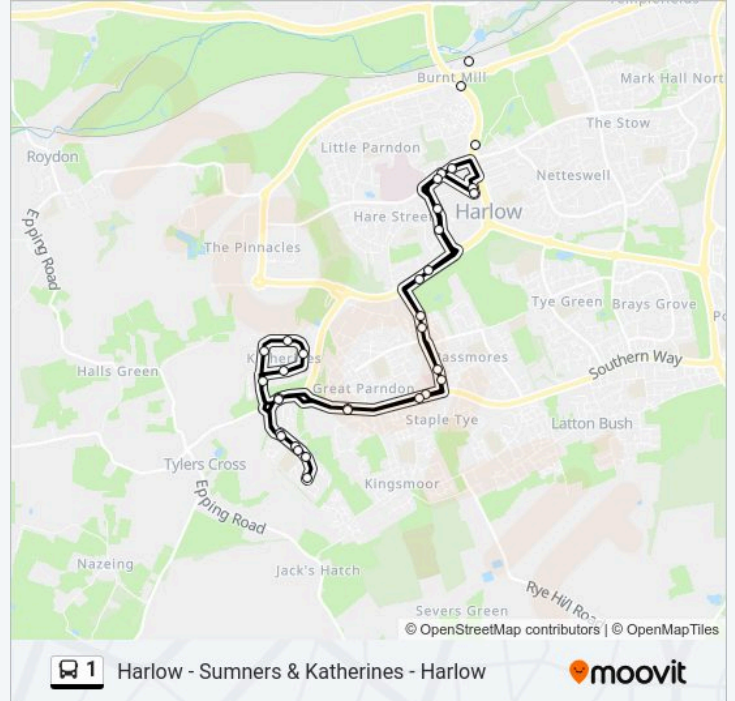 Templefields
Burnt Mill
Mark Hall Nort
The Stow
Little Parndon
Roydon
Netteswell
Hare Street
Harlow
Epping Road
The Pinnacles
Tye Green
Brays Grove
Katherines
Passmores
Halls Green
Southern Way
Great Parndon
Staple Tye
Latton Bush
Tylers Cross
Kingsmoor
Epping Road
Jack's Hatch
Nazeing
Rye Hill Road
Severs Green
© OpenStreetMap contributors | © OpenMapTiles
1 Harlow - Sumners & Katherines - Harlow
moovit